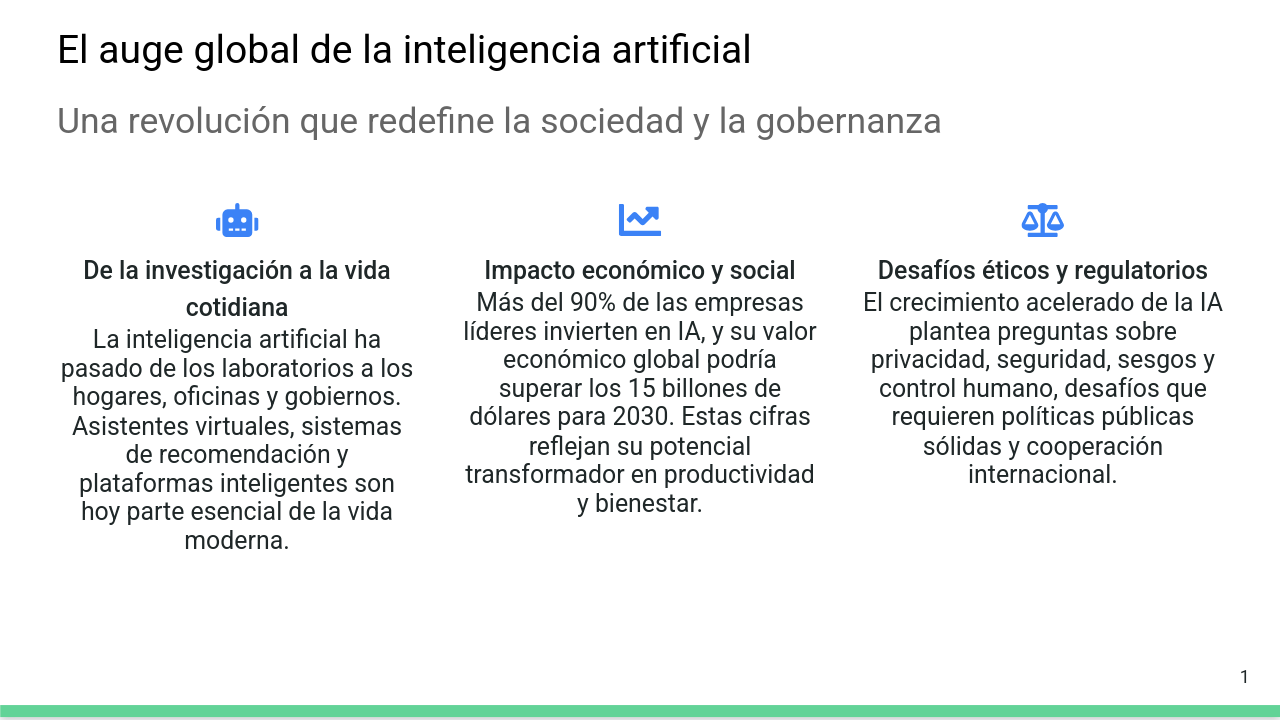 El auge global de la inteligencia artificial
Una revolución que redefine la sociedad y la gobernanza
De la investigación a la vida
cotidiana
La inteligencia artificial ha
pasado de los laboratorios a los
hogares, oficinas y gobiernos.
Asistentes virtuales, sistemas
de recomendación y
plataformas inteligentes son
hoy parte esencial de la vida
moderna.
Impacto económico y social
Más del 90% de las empresas
líderes invierten en IA, y su valor
económico global podría
superar los 15 billones de
dólares para 2030. Estas cifras
reflejan su potencial
transformador en productividad
y bienestar.
Desafíos éticos y regulatorios
El crecimiento acelerado de la IA
plantea preguntas sobre
privacidad, seguridad, sesgos y
control humano, desafíos que
requieren políticas públicas
sólidas y cooperación
internacional.
1